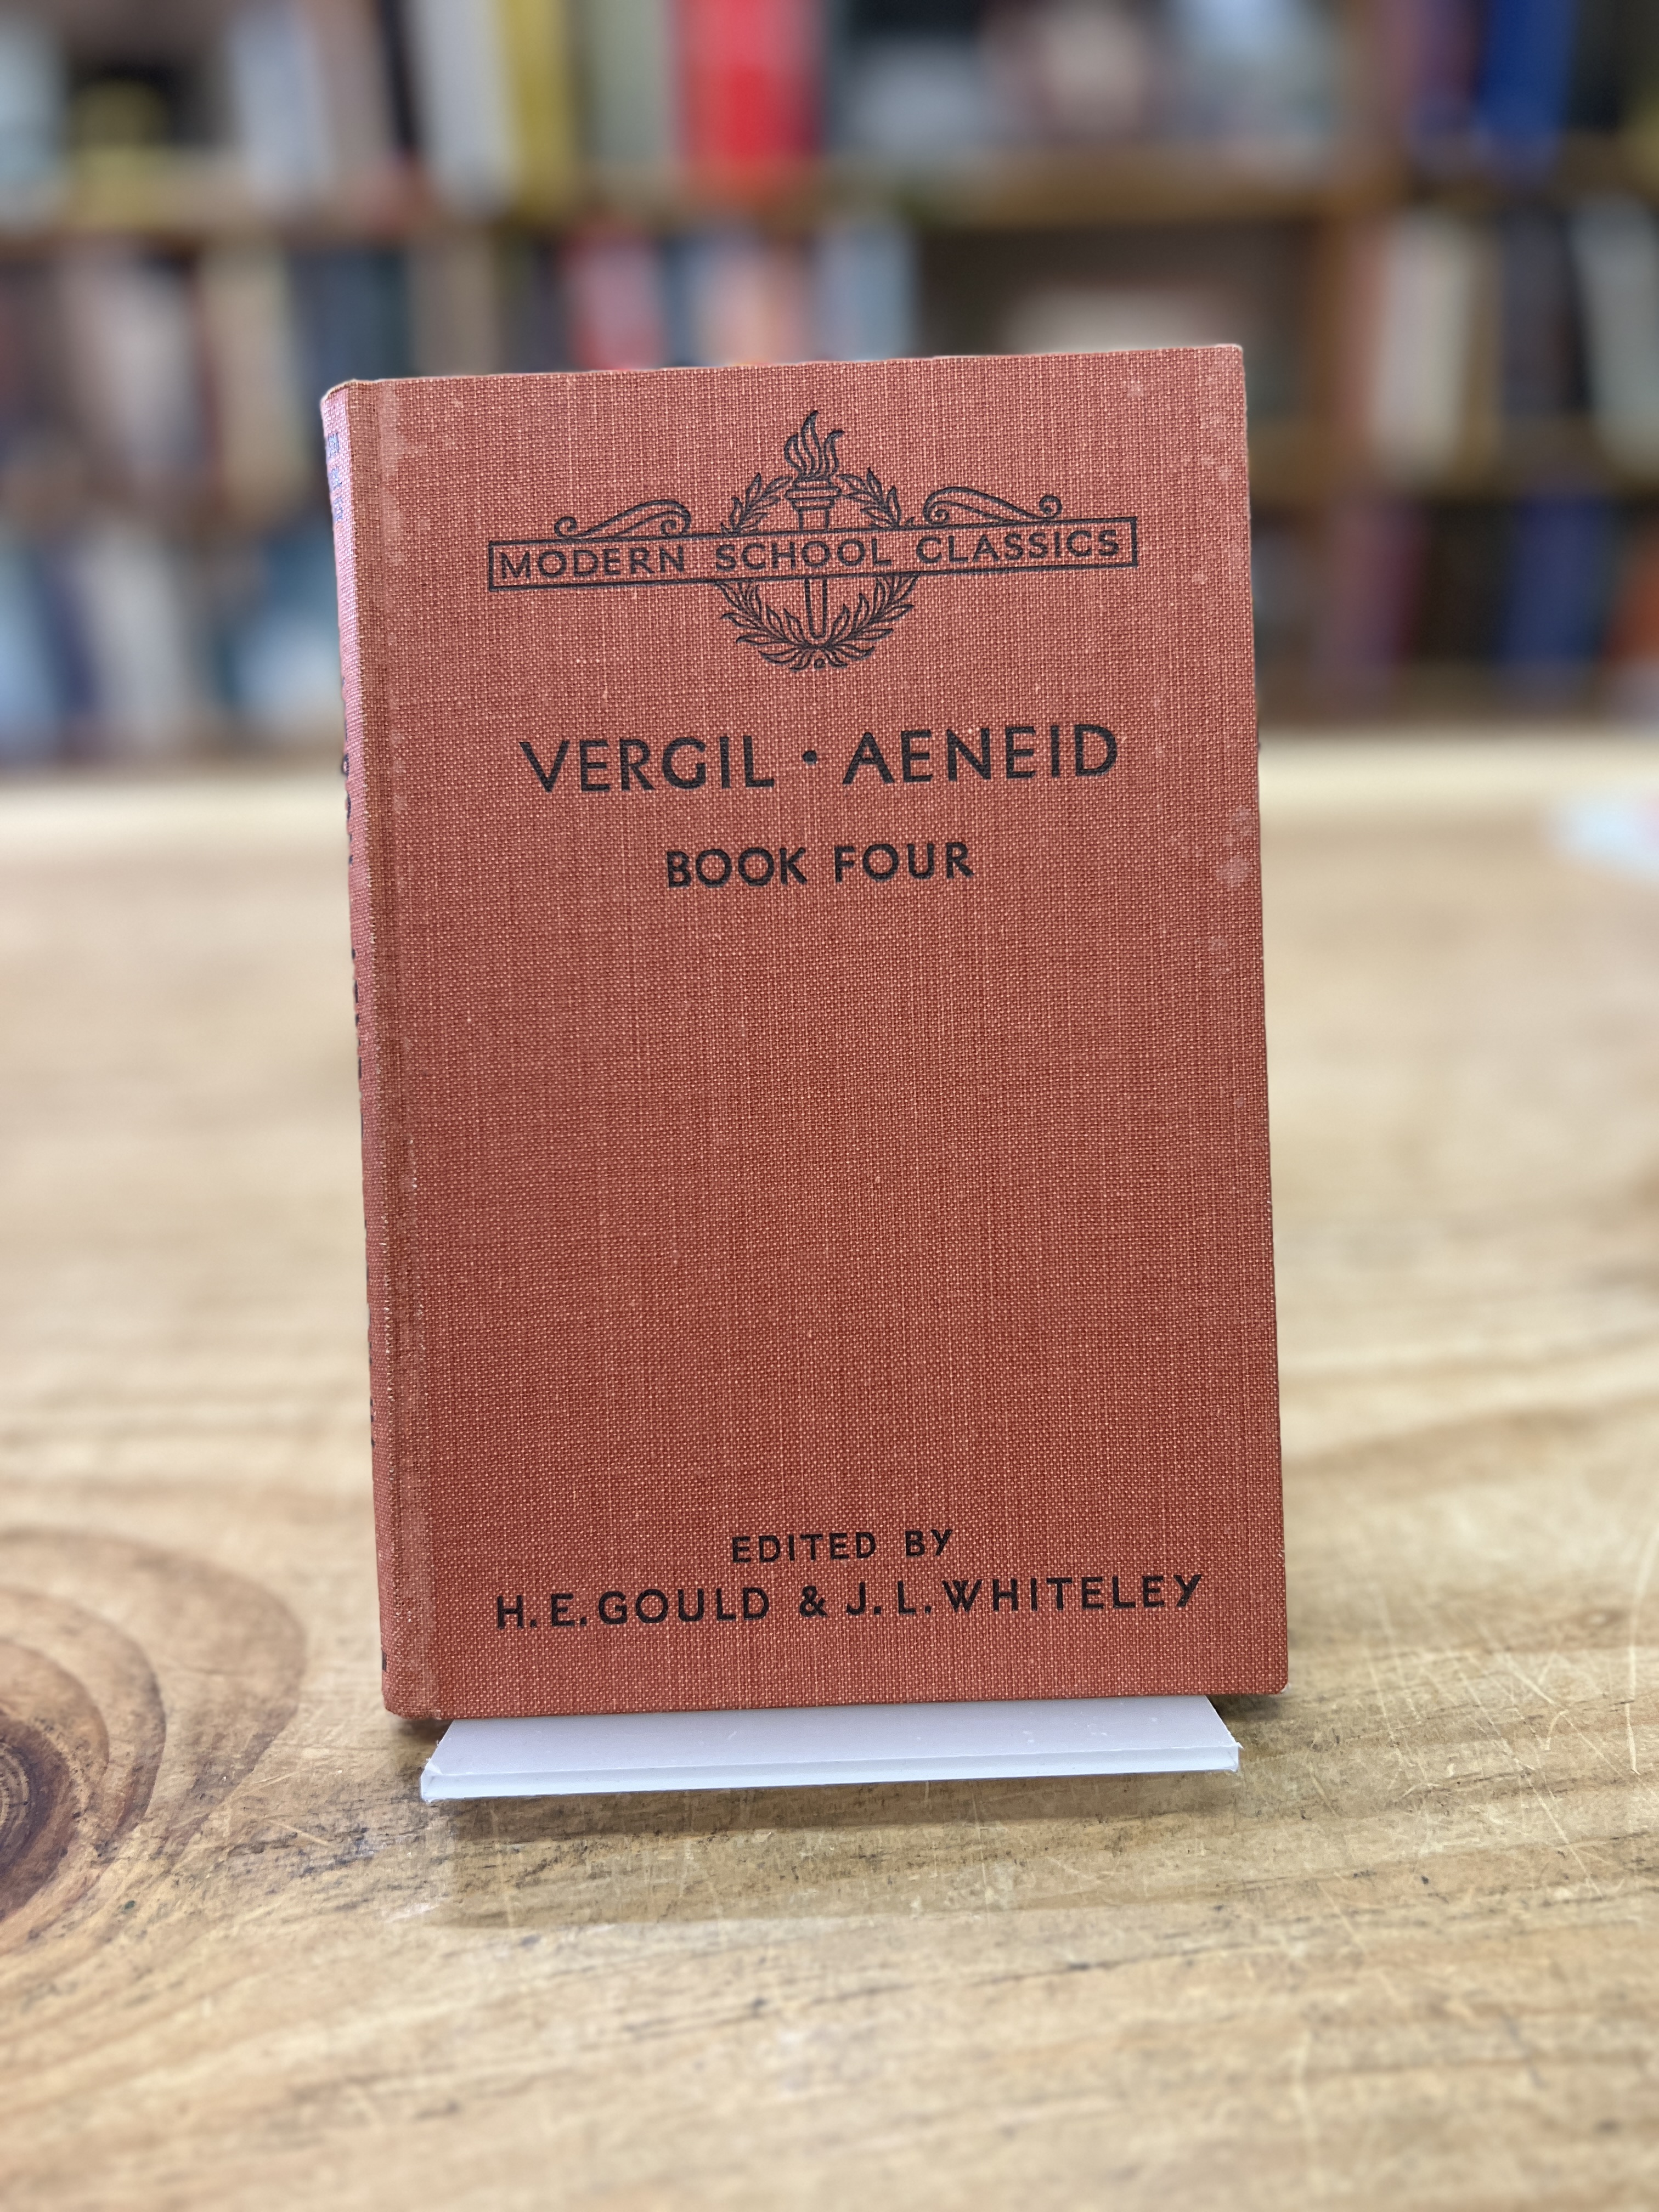 MODERN SCHOOL CLASSICS
VERGIL • AENEID
BOOK FOUR
EDITED BY
H. E. GOULD & J. L. WHITELEY